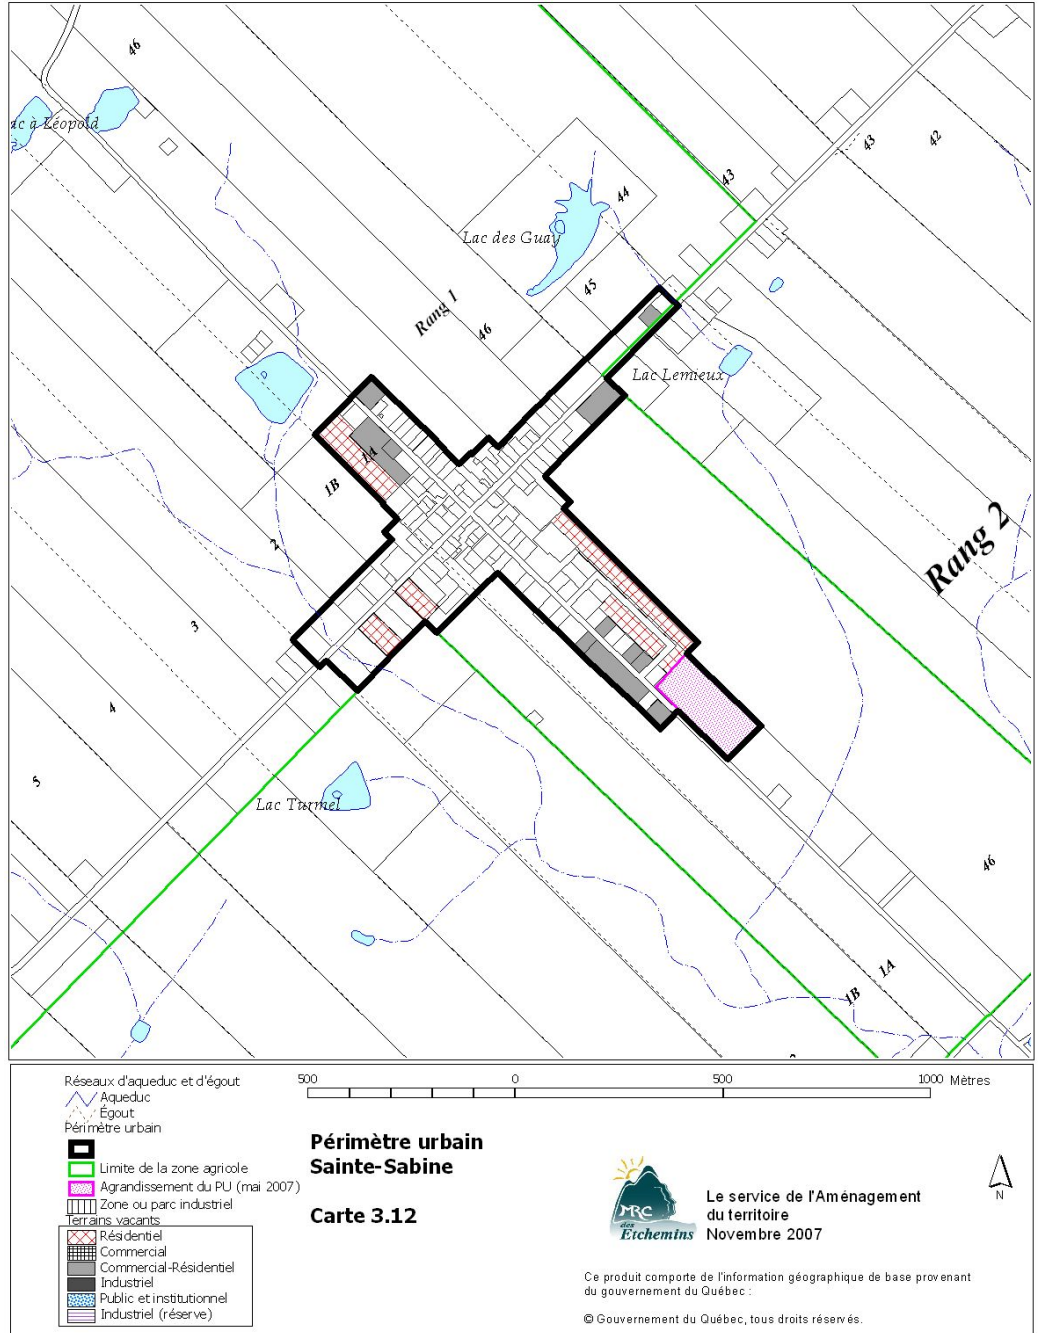 46
ac à Léopold
43
43
42
44
Lac des Guay
45
Rang 1
46
Lac Lemieux
1A
1B
2
Rang 2
3
4
5
Lac Turmel
46
1A
1B
Réseaux d'aqueduc et d'égout
Aqueduc
Égout
Périmètre urbain
Limite de la zone agricole
Agrandissement du PU (mai 2007)
Zone ou parc industriel
Terrains vacants
Résidentiel
Commercial
Commercial-Résidentiel
Industriel
Public et institutionnel
Industriel (réserve)
500 0 500 1000 Mètres
Périmètre urbain
Sainte-Sabine
Carte 3.12
MRC
des
Etchemins
Le service de l'Aménagement
du territoire
Novembre 2007
N
Ce produit comporte de l'information géographique de base provenant
du gouvernement du Québec :
© Gouvernement du Québec, tous droits réservés.